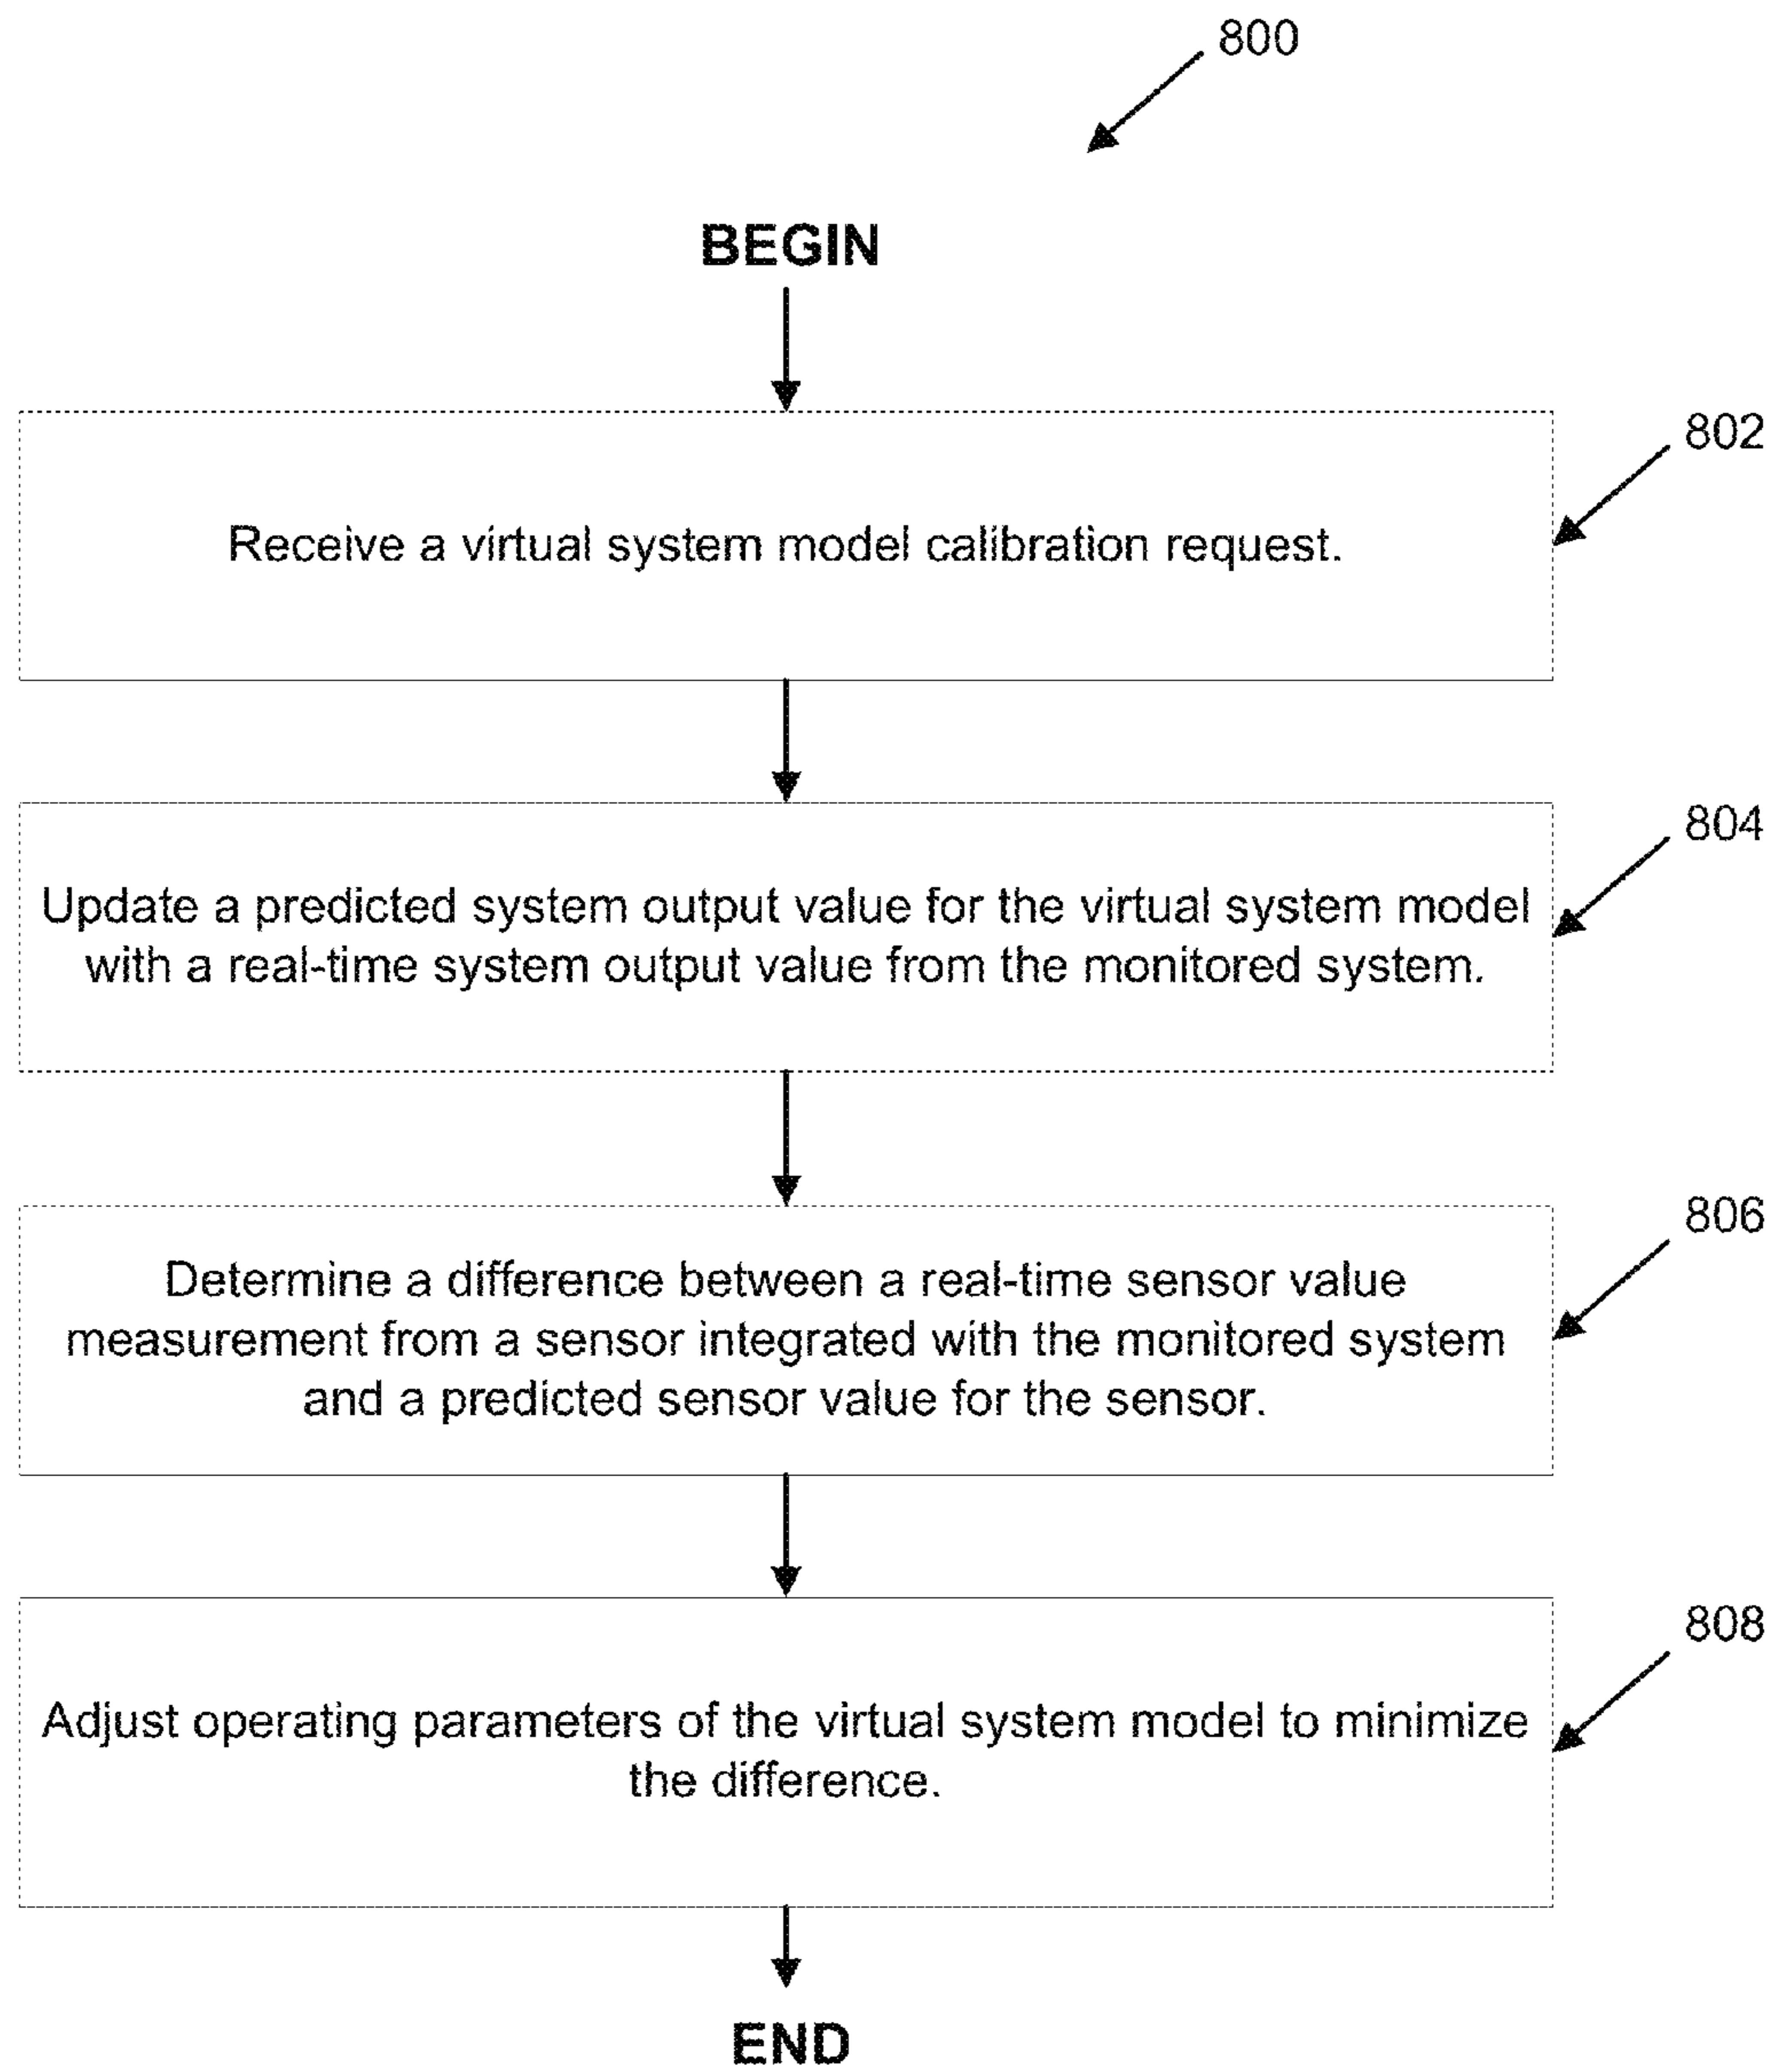 800
BEGIN
802
Receive a virtual system model calibration request.
804
Update a predicted system output value for the virtual system model
with a real-time system output value from the monitored system.
806
Determine a difference between a real-time sensor value
measurement from a sensor integrated with the monitored system
and a predicted sensor value for the sensor.
808
Adjust operating parameters of the virtual system model to minimize
the difference.
END